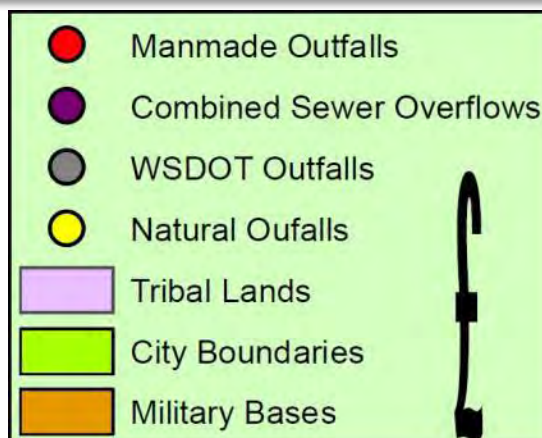 Manmade Outfalls
Combined Sewer Overflows
WSDOT Outfalls
Natural Oufalls
Tribal Lands
City Boundaries
Military Bases